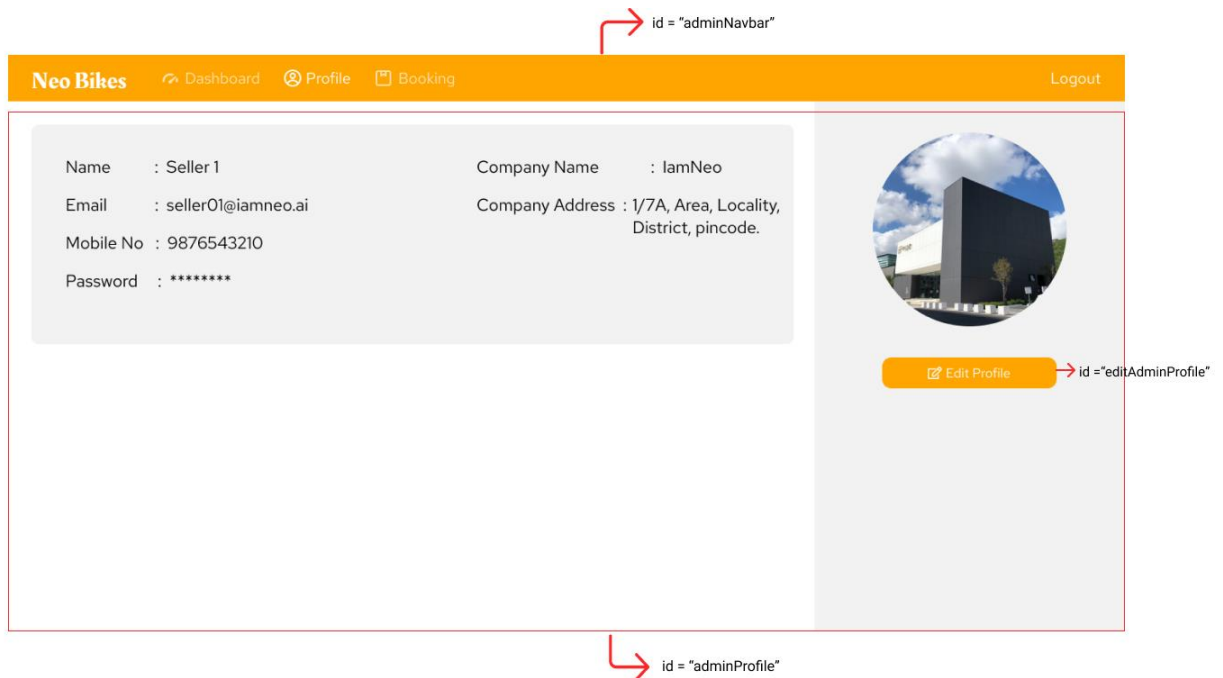 id = “adminNavbar”
Neo Bikes Dashboard Profile Booking Logout
Name : Seller 1 Company Name : IamNeo
Email : seller01@iamneo.ai Company Address : 1/7A, Area, Locality,
District, pincode.
Mobile No : 9876543210
Password : ********
Edit Profile id =“editAdminProfile”
id = “adminProfile”